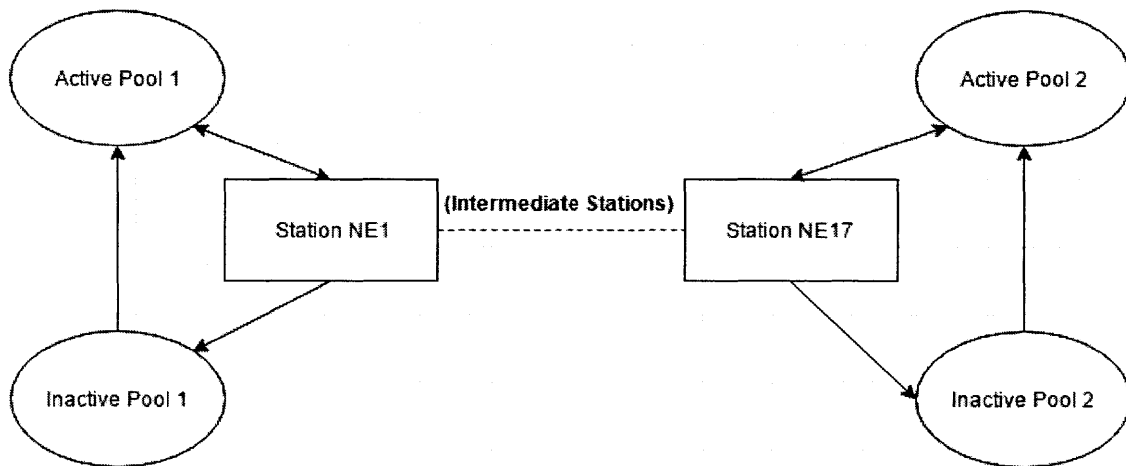 Active Pool 1
Active Pool 2
(Intermediate Stations)
Station NE1
Station NE17
Inactive Pool 1
Inactive Pool 2